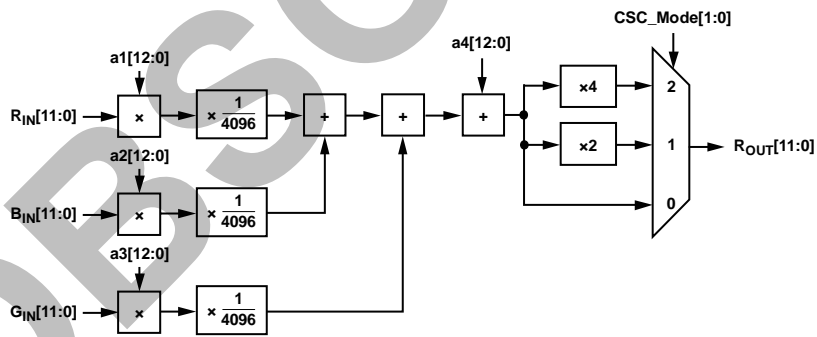 CSC_Mode[1:0]
a1[12:0]
a4[12:0]
R_IN[11:0]
×
× 1/4096
+
+
+
×4
2
a2[12:0]
×2
1
R_OUT[11:0]
B_IN[11:0]
×
× 1/4096
0
a3[12:0]
G_IN[11:0]
×
× 1/4096
OBSO